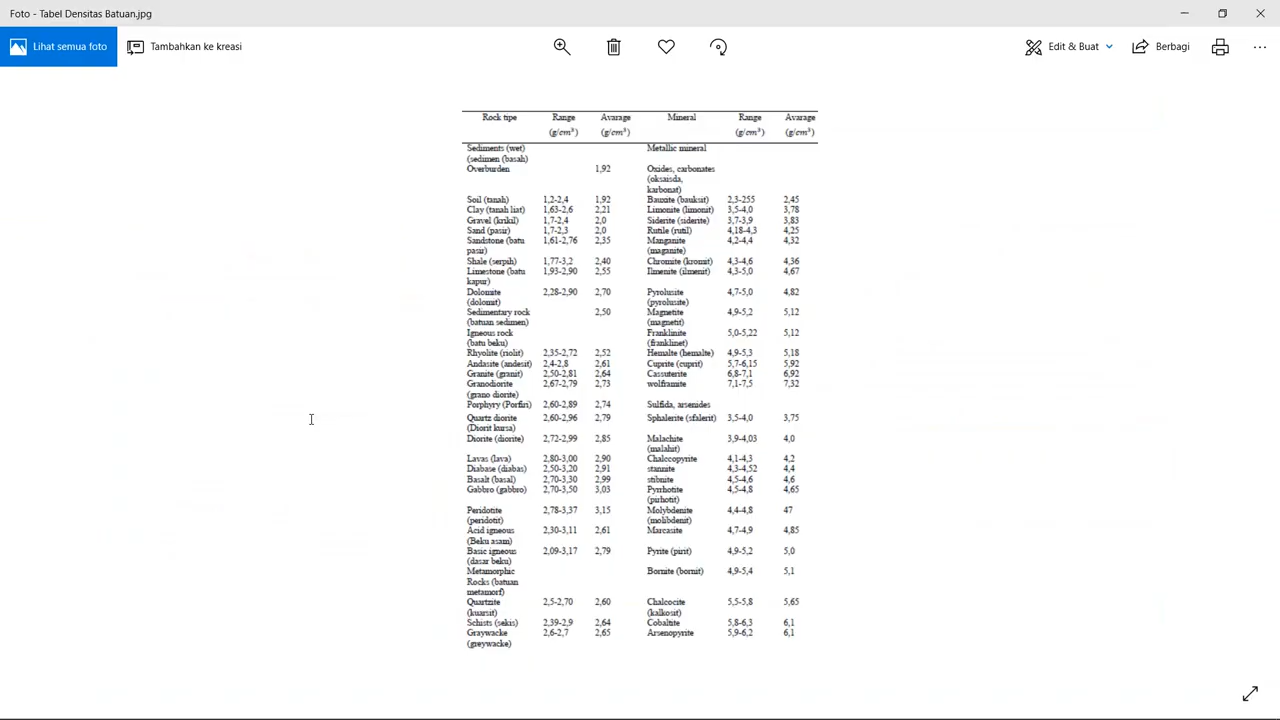 Foto - Tabel Densitas Batuan.jpg
Lihat semua foto
Tambahkan ke kreasi
Edit & Buat
Berbagi
Rock tipe Range Avarage Mineral Range Avarage
(g/cm³) (g/cm³) (g/cm³) (g/cm³)
Sediments (wet) Metallic mineral
(sedimen (basah)
Overburden 1,92 Oxides, carbonates
(oksaisda,
karbonat)
Soil (tanah) 1,2-2,4 1,92 Bauxite (bauksit) 2,3-255 2,45
Clay (tanah liat) 1,63-2,6 2,21 Limonite (limonit) 3,5-4,0 3,78
Gravel (krikil) 1,7-2,4 2,0 Siderite (siderite) 3,7-3,9 3,83
Sand (pasir) 1,7-2,3 2,0 Rutile (rutil) 4,18-4,3 4,25
Sandstone (batu 1,61-2,76 2,35 Manganite 4,2-4,4 4,32
pasir) (maganite)
Shale (serpih) 1,77-3,2 2,40 Chromite (kromit) 4,3-4,6 4,36
Limestone (batu 1,93-2,90 2,55 Ilmenite (ilmenit) 4,3-5,0 4,67
kapur)
Dolomite 2,28-2,90 2,70 Pyrolusite 4,7-5,0 4,82
(dolomit) (pyrolusite)
Sedimentary rock 2,50 Magnetite 4,9-5,2 5,12
(batuan sedimen) (magnetit)
Igneous rock Franklinite 5,0-5,22 5,12
(batu beku) (franklinet)
Rhyolite (riolit) 2,35-2,72 2,52 Hemalte (hemalte) 4,9-5,3 5,18
Andasite (andesit) 2,4-2,8 2,61 Cuprite (cuprit) 5,7-6,15 5,92
Granite (granit) 2,50-2,81 2,64 Cassuterite 6,8-7,1 6,92
Granodiorite 2,67-2,79 2,73 wolframite 7,1-7,5 7,32
(grano diorite)
Porphyry (Porfiri) 2,60-2,89 2,74 Sulfida, arsenides
Quartz diorite 2,60-2,96 2,79 Sphalerite (sfalerit) 3,5-4,0 3,75
(Diorit kursa)
Diorite (diorite) 2,72-2,99 2,85 Malachite 3,9-4,03 4,0
(malahit)
Lavas (lava) 2,80-3,00 2,90 Chalecopyrite 4,1-4,3 4,2
Diabase (diabas) 2,50-3,20 2,91 stannite 4,3-4,52 4,4
Basalt (basal) 2,70-3,30 2,99 stibnite 4,5-4,6 4,6
Gabbro (gabbro) 2,70-3,50 3,03 Pyrrhotite 4,5-4,8 4,65
(pirhotit)
Peridotite 2,78-3,37 3,15 Molybdenite 4,4-4,8 47
(peridotit) (molibdenit)
Acid igneous 2,30-3,11 2,61 Marcasite 4,7-4,9 4,85
(Beku asam)
Basic igneous 2,09-3,17 2,79 Pyrite (pirit) 4,9-5,2 5,0
(dasar beku)
Metamorphic Bornite (bornit) 4,9-5,4 5,1
Rocks (batuan
metamorf)
Quartzite 2,5-2,70 2,60 Chalcocite 5,5-5,8 5,65
(kuarsit) (kalkosit)
Schists (sekis) 2,39-2,9 2,64 Cobaltite 5,8-6,3 6,1
Graywacke 2,6-2,7 2,65 Arsenopyrite 5,9-6,2 6,1
(greywacke)